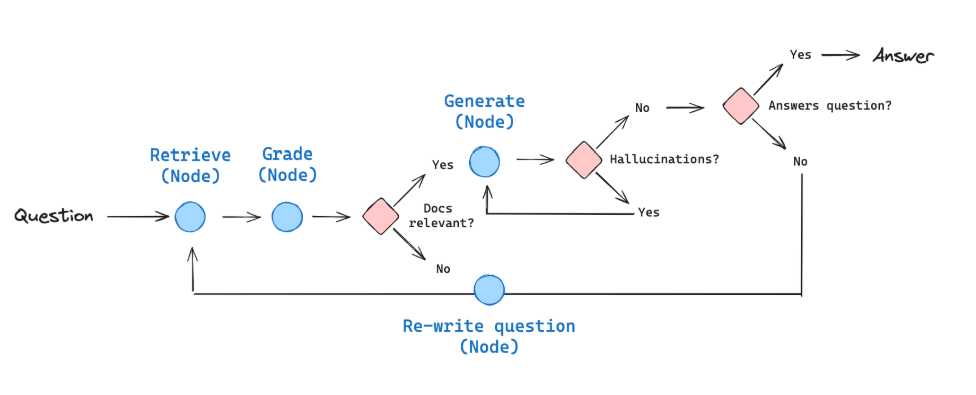 Yes
Answer
Generate
(Node)
No
Answers question?
Retrieve
(Node)
Grade
(Node)
Yes
Hallucinations?
No
Question
Docs
relevant?
Yes
No
Re-write question
(Node)